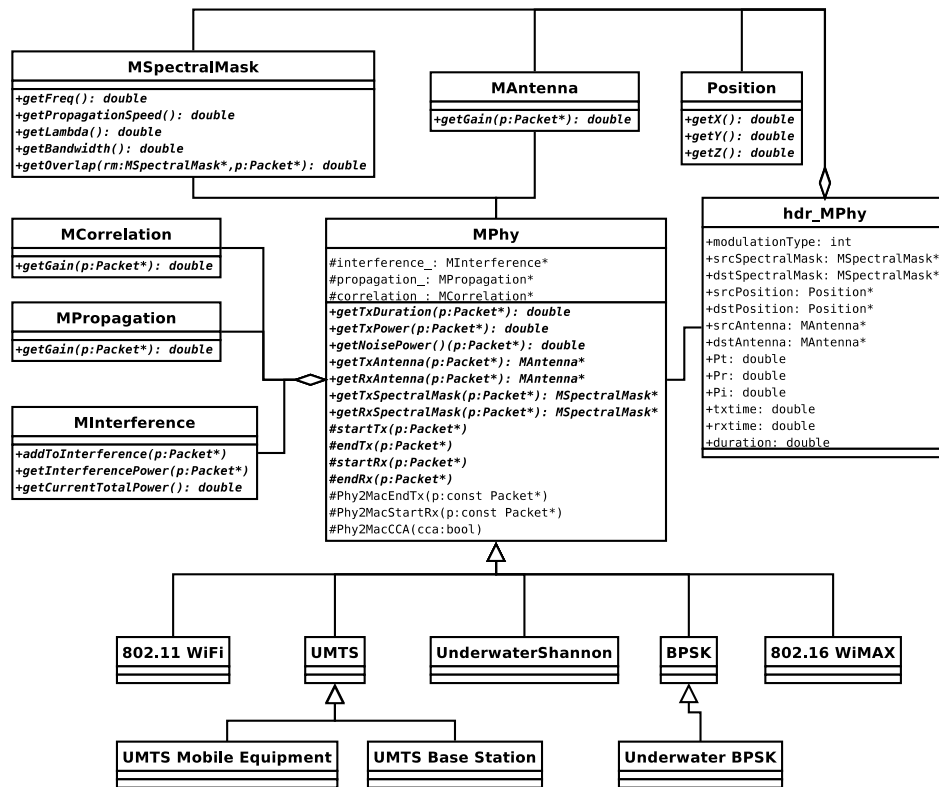 MSpectralMask
+getFreq(): double
+getPropagationSpeed(): double
+getLambda(): double
+getBandwidth(): double
+getOverlap(rm:MSpectralMask*,p:Packet*): double
MAntenna
+getGain(p:Packet*): double
Position
+getX(): double
+getY(): double
+getZ(): double
MCorrelation
+getGain(p:Packet*): double
MPropagation
+getGain(p:Packet*): double
MInterference
+addToInterference(p:Packet*)
+getInterferencePower(p:Packet*)
+getCurrentTotalPower(): double
MPhy
#interference_: MInterference*
#propagation_: MPropagation*
#correlation_: MCorrelation*
+getTxDuration(p:Packet*): double
+getTxPower(p:Packet*): double
+getNoisePower()(p:Packet*): double
+getTxAntenna(p:Packet*): MAntenna*
+getRxAntenna(p:Packet*): MAntenna*
+getTxSpectralMask(p:Packet*): MSpectralMask*
+getRxSpectralMask(p:Packet*): MSpectralMask*
#startTx(p:Packet*)
#endTx(p:Packet*)
#startRx(p:Packet*)
#endRx(p:Packet*)
#Phy2MacEndTx(p:const Packet*)
#Phy2MacStartRx(p:const Packet*)
#Phy2MacCCA(cca:bool)
hdr_MPhy
+modulationType: int
+srcSpectralMask: MSpectralMask*
+dstSpectralMask: MSpectralMask*
+srcPosition: Position*
+dstPosition: Position*
+srcAntenna: MAntenna*
+dstAntenna: MAntenna*
+Pt: double
+Pr: double
+Pi: double
+txtime: double
+rxtime: double
+duration: double
802.11 WiFi
UMTS
UnderwaterShannon
BPSK
802.16 WiMAX
UMTS Mobile Equipment
UMTS Base Station
Underwater BPSK